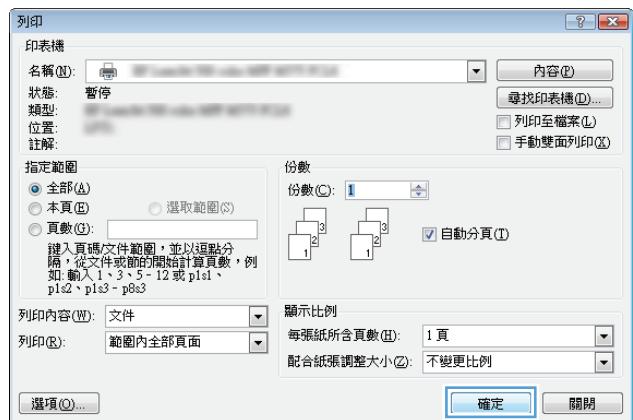 列印
印表機
名稱(N):
內容(P)
狀態: 暫停
尋找印表機(D)...
類型:
位置:
列印至檔案(L)
註解:
手動雙面列印(X)
指定範圍
全部(A)
本頁(E) 選取範圍(S)
頁數(G):
鍵入頁碼/文件範圍，並以逗點分
隔，從文件或節的開始計算頁數，例
如: 輸入 1、3、5 - 12 或 p1s1、
p1s2、p1s3 - p8s3
份數
份數(C): 1
1 2 3 1 2 3
自動分頁(T)
列印內容(W): 文件
列印(R): 範圍內全部頁面
顯示比例
每張紙所含頁數(H): 1 頁
配合紙張調整大小(Z): 不變更比例
選項(O)...
確定
關閉